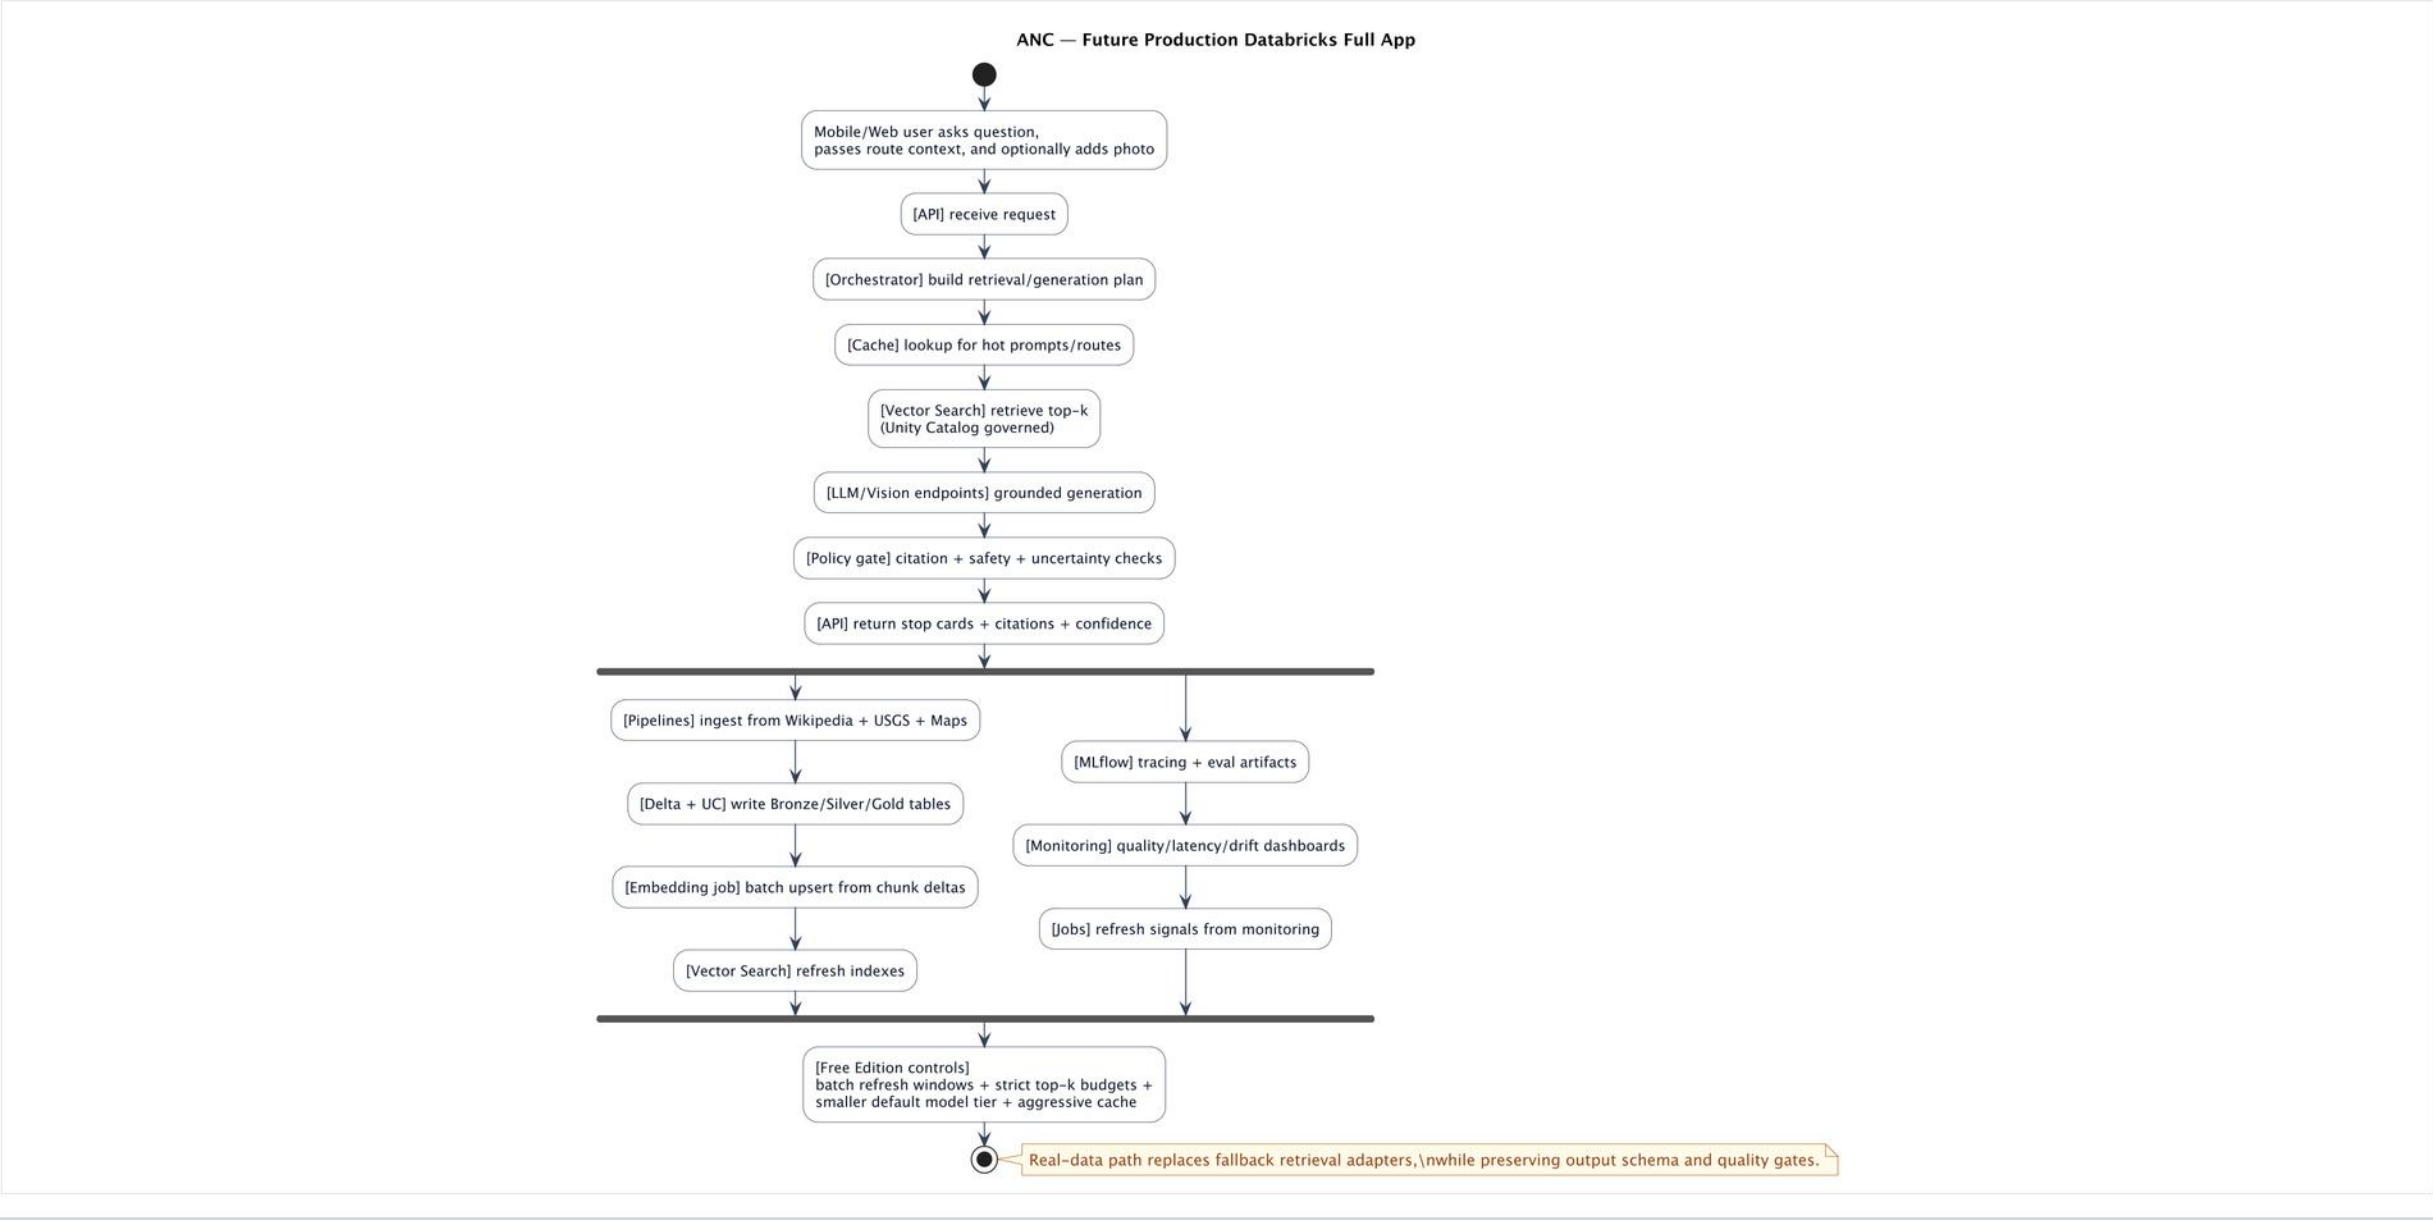 ANC — Future Production Databricks Full App
Mobile/Web user asks question,
passes route context, and optionally adds photo
[API] receive request
[Orchestrator] build retrieval/generation plan
[Cache] lookup for hot prompts/routes
[Vector Search] retrieve top-k
(Unity Catalog governed)
[LLM/Vision endpoints] grounded generation
[Policy gate] citation + safety + uncertainty checks
[API] return stop cards + citations + confidence
[Pipelines] ingest from Wikipedia + USGS + Maps
[Delta + UC] write Bronze/Silver/Gold tables
[Embedding job] batch upsert from chunk deltas
[Vector Search] refresh indexes
[MLflow] tracing + eval artifacts
[Monitoring] quality/latency/drift dashboards
[Jobs] refresh signals from monitoring
[Free Edition controls]
batch refresh windows + strict top-k budgets +
smaller default model tier + aggressive cache
Real-data path replaces fallback retrieval adapters,\nwhile preserving output schema and quality gates.